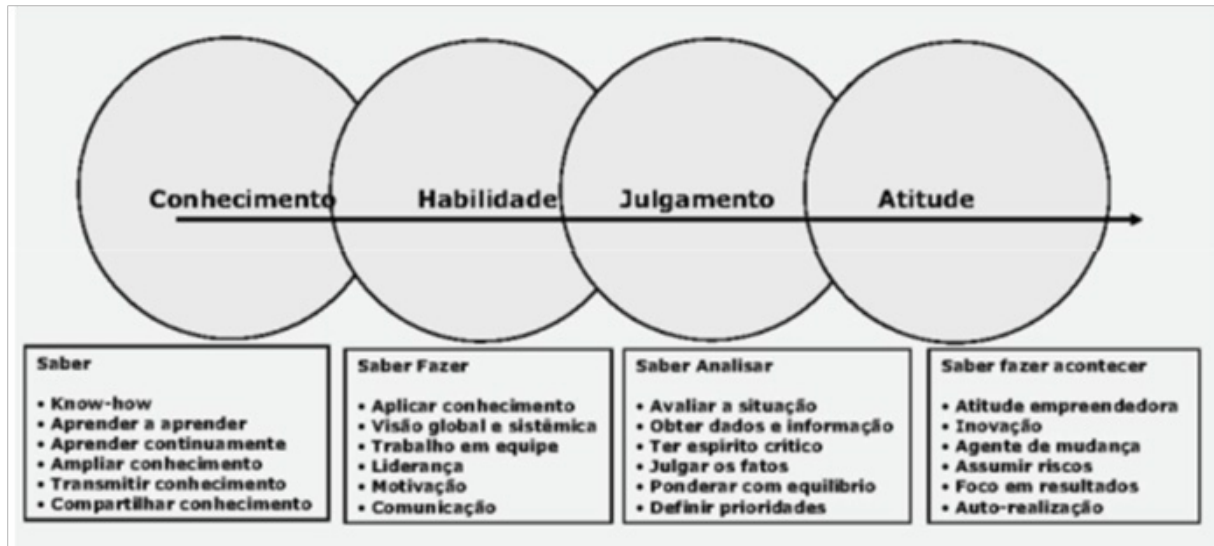 Conhecimento
Habilidade
Julgamento
Atitude
Saber
• Know-how
• Aprender a aprender
• Aprender continuamente
• Ampliar conhecimento
• Transmitir conhecimento
• Compartilhar conhecimento
Saber Fazer
• Aplicar conhecimento
• Visão global e sistêmica
• Trabalho em equipe
• Liderança
• Motivação
• Comunicação
Saber Analisar
• Avaliar a situação
• Obter dados e informação
• Ter espirito critico
• Julgar os fatos
• Ponderar com equilíbrio
• Definir prioridades
Saber fazer acontecer
• Atitude empreendedora
• Inovação
• Agente de mudança
• Assumir riscos
• Foco em resultados
• Auto-realização